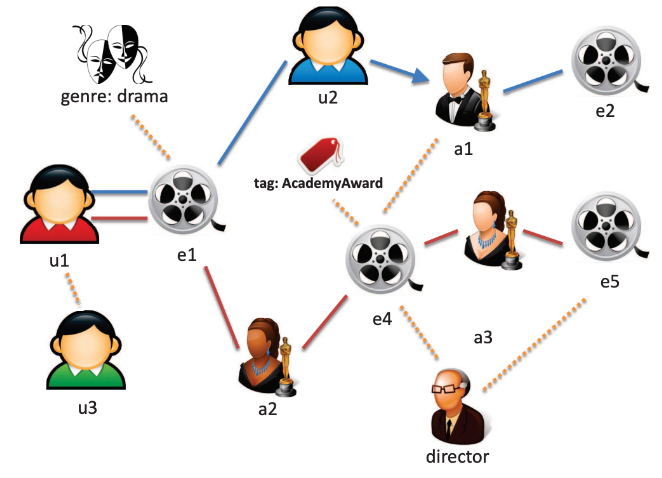 genre: drama
u2
e2
a1
tag: AcademyAward
u1
e1
e5
e4
a3
u3
a2
director